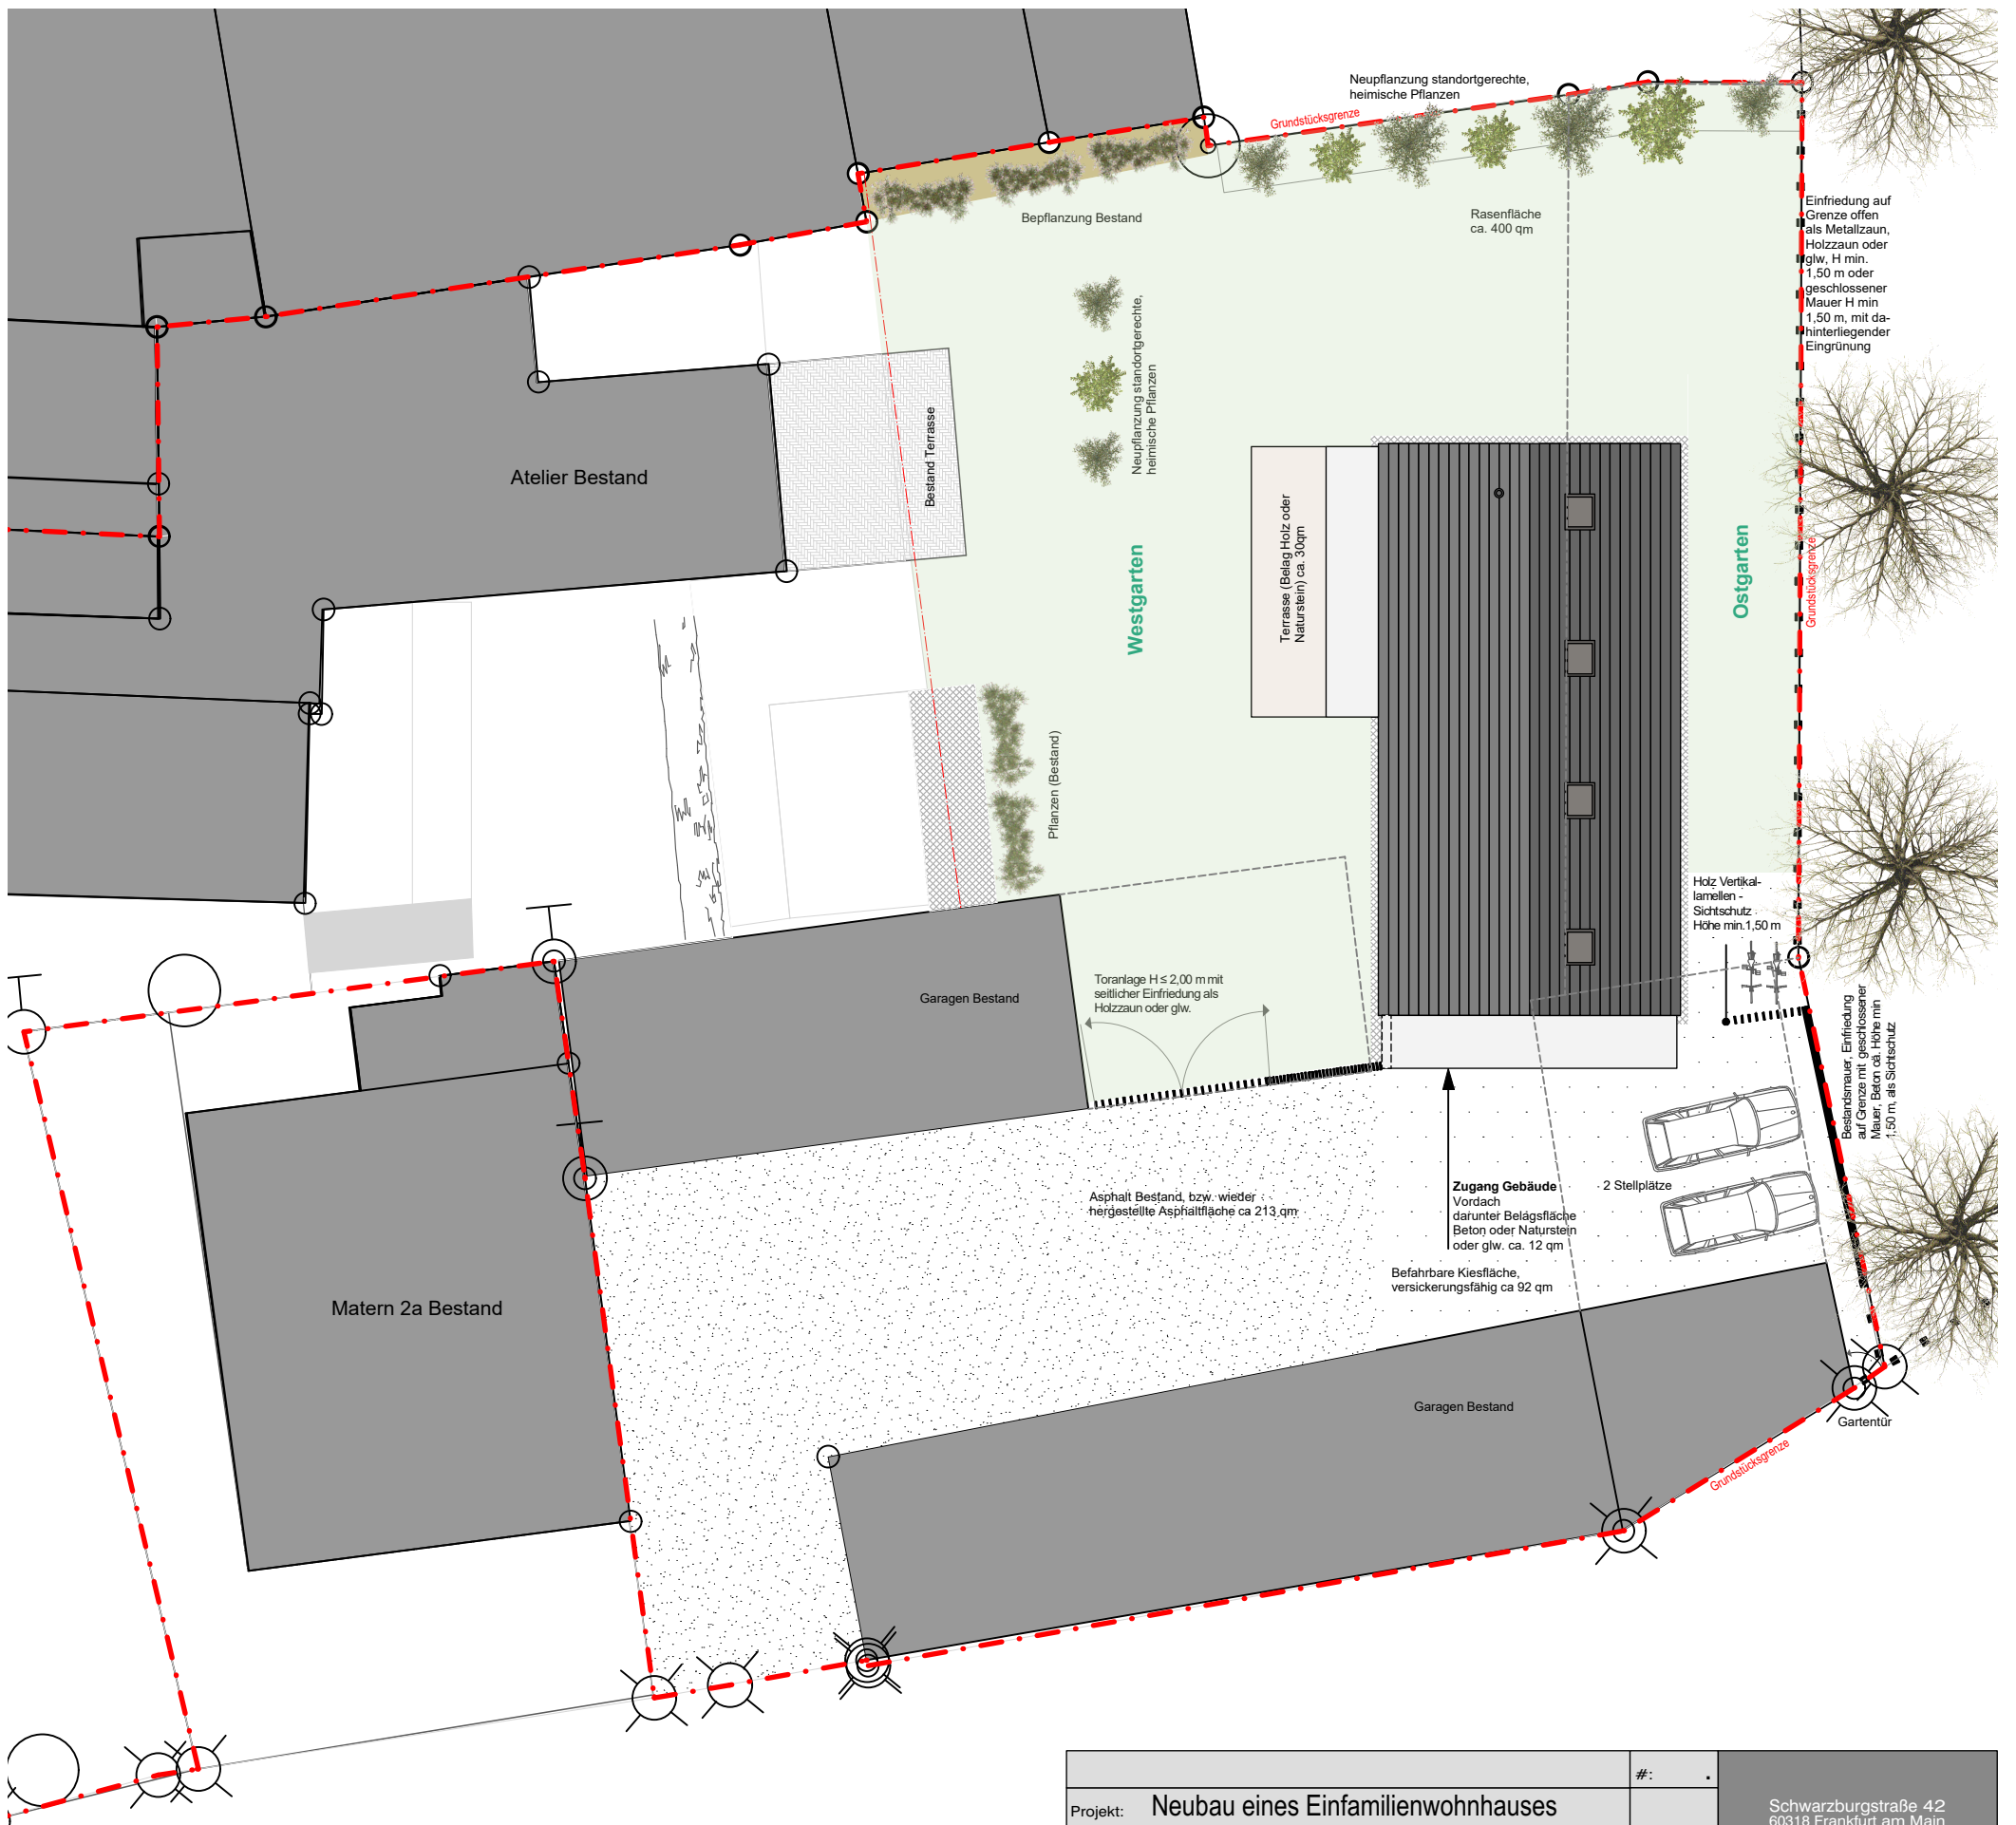 Neupflanzung standortgerechte,
heimische Pflanzen
Grundstücksgrenze
Bepflanzung Bestand
Rasenfläche
ca. 400 qm
Einfriedung auf
Grenze offen
als Metallzaun,
Holzzaun oder
glw, H min.
1,50 m oder
geschlossener
Mauer H min
1,50 m, mit da-
hinterliegender
Eingrünung
Neupflanzung standortgerechte,
heimische Pflanzen
Atelier Bestand
Bestand Terrasse
Westgarten
Terrasse (Belag Holz oder
Naturstein) ca. 30qm
Ostgarten
Grundstücksgrenze
Pflanzen (Bestand)
Holz Vertikal-
lamellen -
Sichtschutz
Höhe min.1,50 m
Toranlage H ≤ 2,00 m mit
seitlicher Einfriedung als
Holzzaun oder glw.
Garagen Bestand
Bestandsmauer, Einfriedung
auf Grenze mit geschlossener
Mauer, Beton oä. Höhe min
1,50 m, als Sichtschutz
Asphalt Bestand, bzw. wieder
hergestellte Asphaltfläche ca 213 qm
Zugang Gebäude
Vordach
darunter Belagsfläche
Beton oder Naturstein
oder glw. ca. 12 qm
2 Stellplätze
Befahrbare Kiesfläche,
versickerungsfähig ca 92 qm
Matern 2a Bestand
Garagen Bestand
Gartentür
Grundstücksgrenze
#: .
Projekt: Neubau eines Einfamilienwohnhauses
Schwarzburgstraße 42
60318 Frankfurt am Main